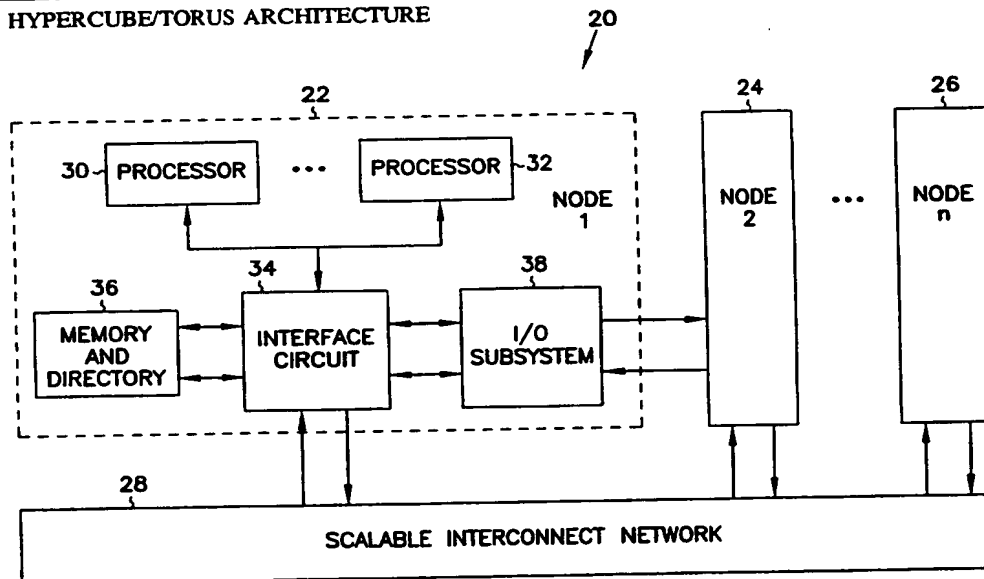 HYPERCUBE/TORUS ARCHITECTURE
20
22
24
26
30
PROCESSOR
•••
PROCESSOR
32
NODE
1
NODE
2
•••
NODE
n
34
36
38
MEMORY
AND
DIRECTORY
INTERFACE
CIRCUIT
I/O
SUBSYSTEM
28
SCALABLE INTERCONNECT NETWORK